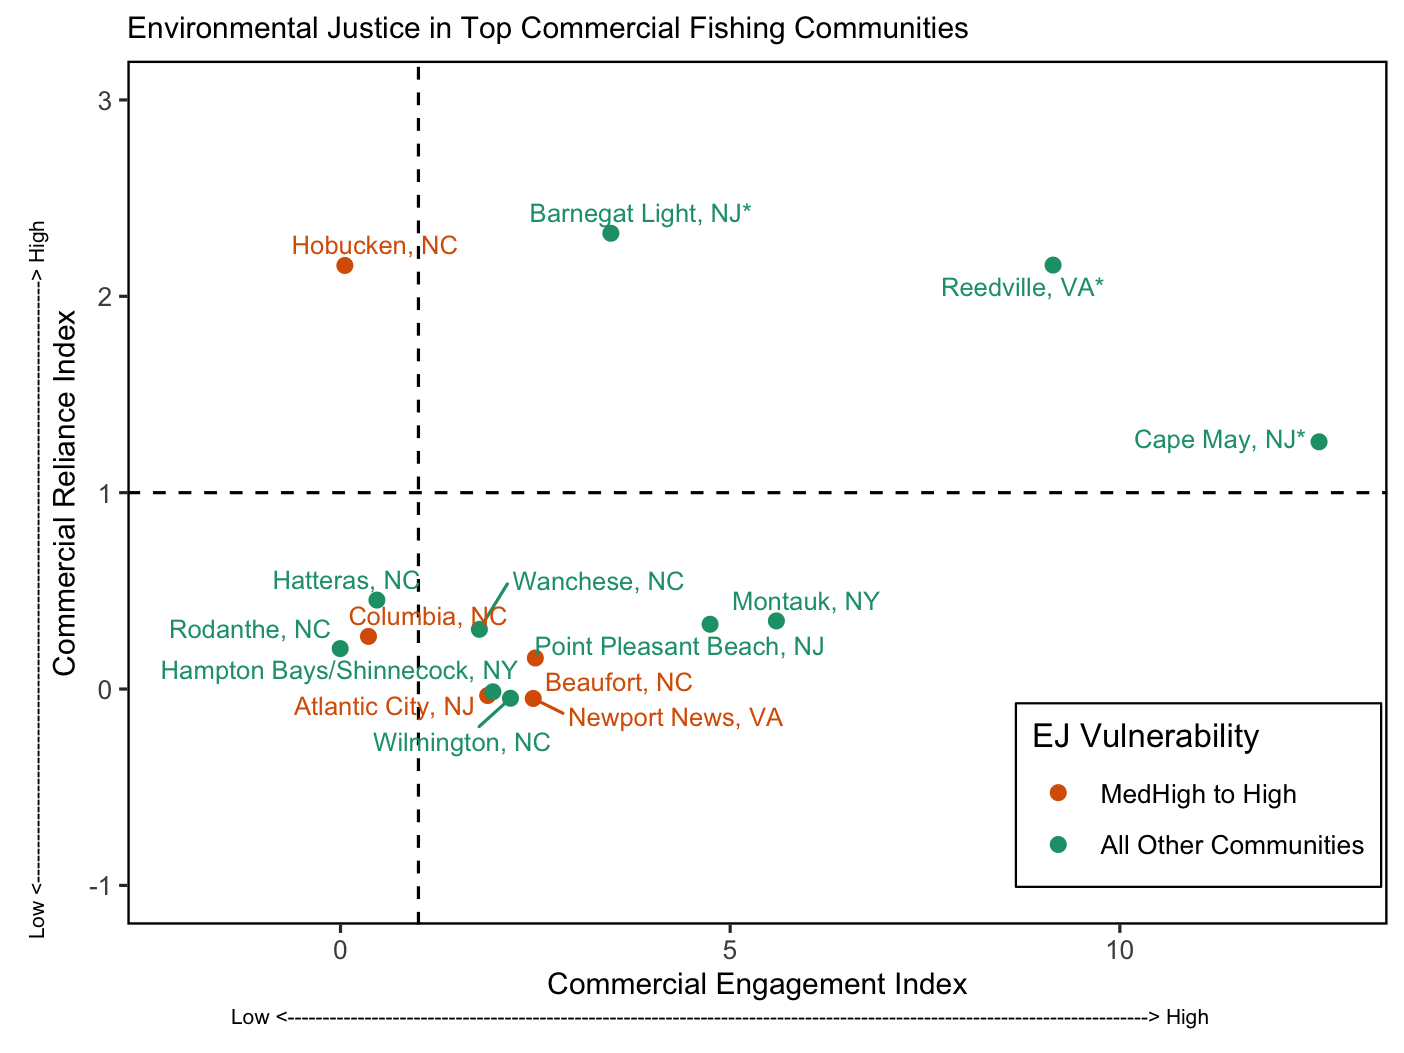 Environmental Justice in Top Commercial Fishing Communities
3
2
1
0
-1
Low <--------------------------------------------------------------------------------------> High
Commercial Reliance Index
Barnegat Light, NJ*
Hobucken, NC
Reedville, VA*
Cape May, NJ*
Hatteras, NC
Wanchese, NC
Montauk, NY
Columbia, NC
Rodanthe, NC
Point Pleasant Beach, NJ
Hampton Bays/Shinnecock, NY
Beaufort, NC
Atlantic City, NJ
Newport News, VA
Wilmington, NC
EJ Vulnerability
MedHigh to High
All Other Communities
0
5
10
Commercial Engagement Index
Low <----------------------------------------------------------------------------------------------------------------------------> High